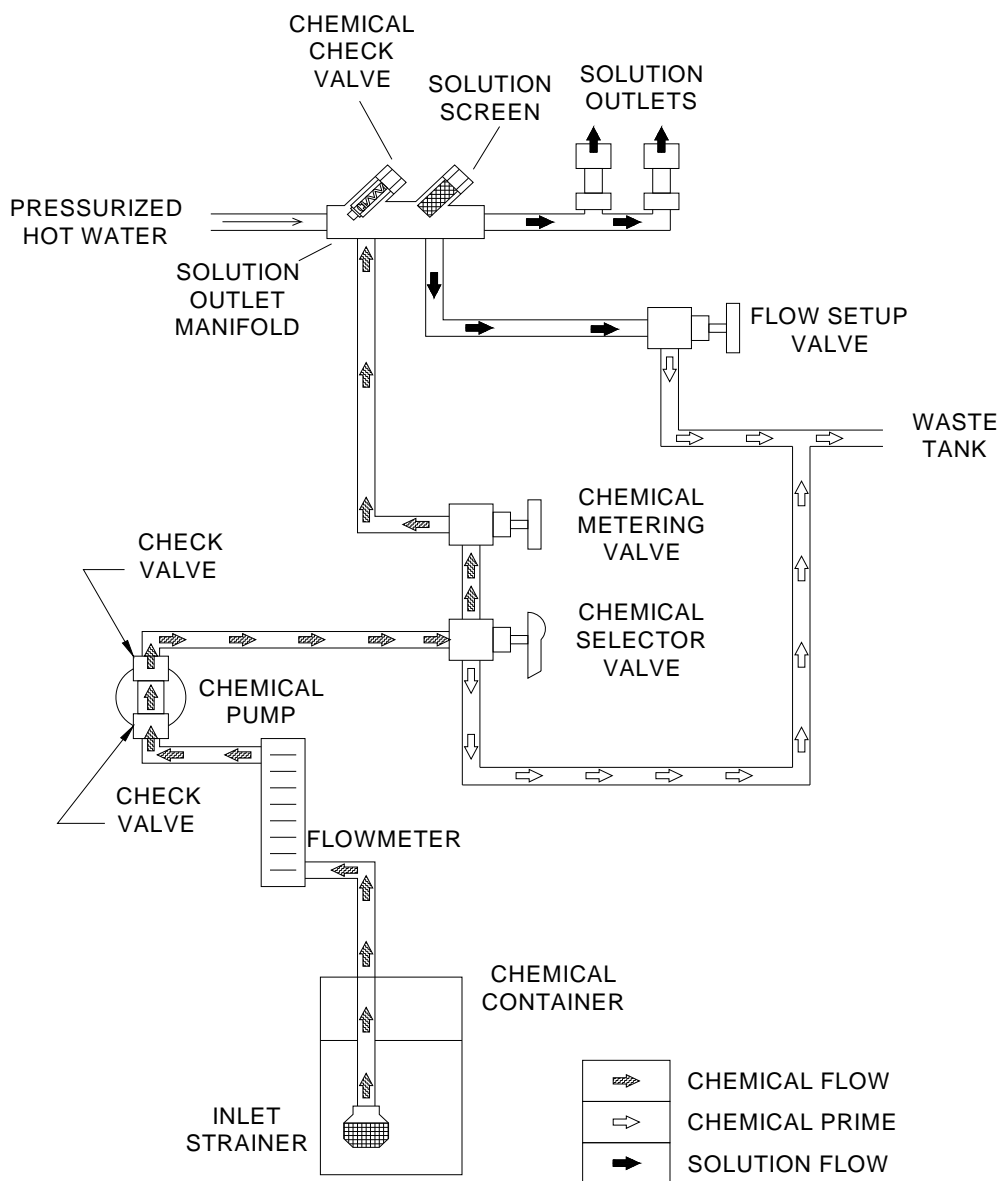 CHEMICAL
CHECK
VALVE
SOLUTION
SCREEN
SOLUTION
OUTLETS
PRESSURIZED
HOT WATER
SOLUTION
OUTLET
MANIFOLD
FLOW SETUP
VALVE
WASTE
TANK
CHEMICAL
METERING
VALVE
CHECK
VALVE
CHEMICAL
SELECTOR
VALVE
CHEMICAL
PUMP
CHECK
VALVE
FLOWMETER
CHEMICAL
CONTAINER
INLET
STRAINER
CHEMICAL FLOW
CHEMICAL PRIME
SOLUTION FLOW